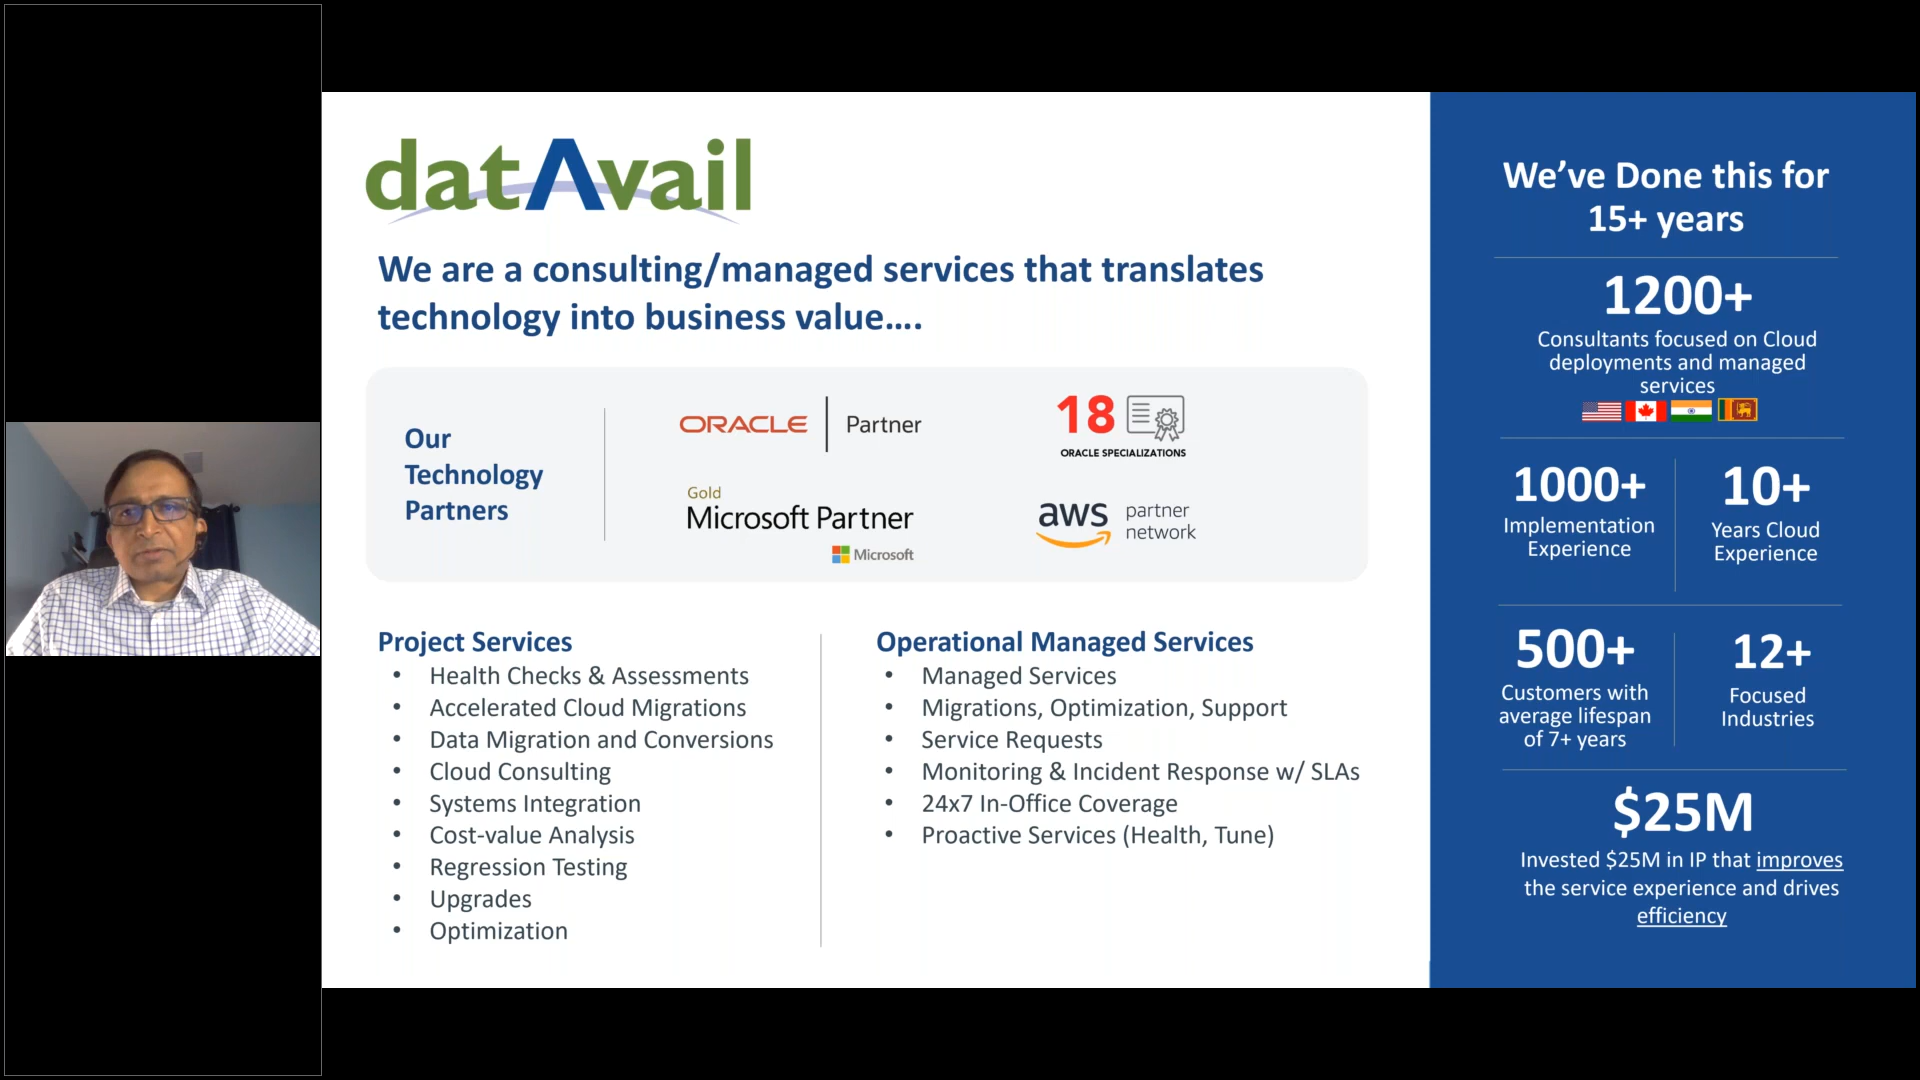 datAvail
We are a consulting/managed services that translates
technology into business value....
Our
Technology
Partners
ORACLE | Partner
18
ORACLE SPECIALIZATIONS
Gold
Microsoft Partner
Microsoft
aws partner
network
Project Services
• Health Checks & Assessments
• Accelerated Cloud Migrations
• Data Migration and Conversions
• Cloud Consulting
• Systems Integration
• Cost-value Analysis
• Regression Testing
• Upgrades
• Optimization
Operational Managed Services
• Managed Services
• Migrations, Optimization, Support
• Service Requests
• Monitoring & Incident Response w/ SLAs
• 24x7 In-Office Coverage
• Proactive Services (Health, Tune)
We’ve Done this for
15+ years
1200+
Consultants focused on Cloud
deployments and managed
services
1000+
Implementation
Experience
10+
Years Cloud
Experience
500+
Customers with
average lifespan
of 7+ years
12+
Focused
Industries
$25M
Invested $25M in IP that improves
the service experience and drives
efficiency